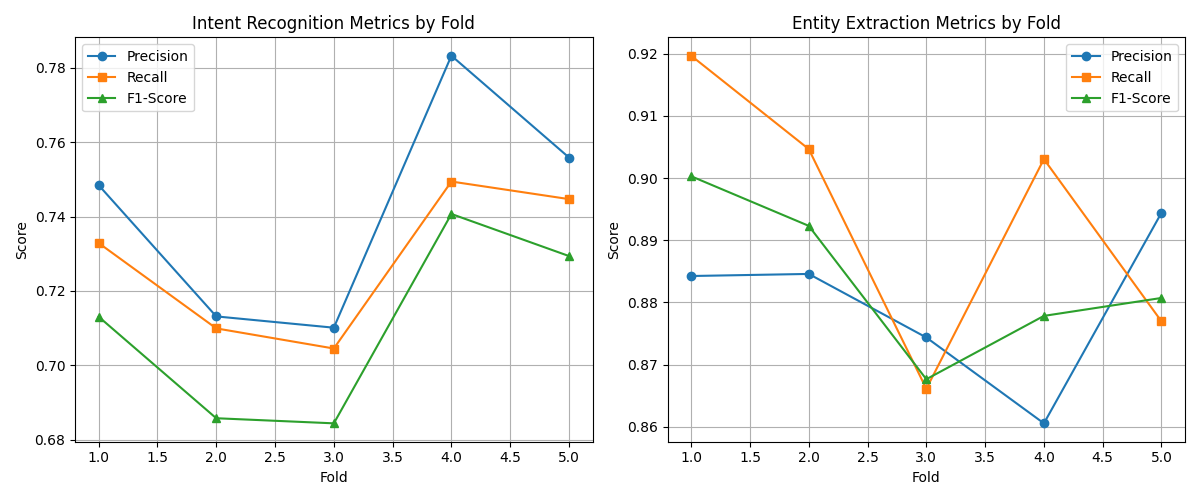 Intent Recognition Metrics by Fold
Precision
Recall
F1-Score
0.78
0.76
0.74
0.72
0.70
0.68
Score
1.0 1.5 2.0 2.5 3.0 3.5 4.0 4.5 5.0
Fold
Entity Extraction Metrics by Fold
Precision
Recall
F1-Score
0.92
0.91
0.90
0.89
0.88
0.87
0.86
Score
1.0 1.5 2.0 2.5 3.0 3.5 4.0 4.5 5.0
Fold